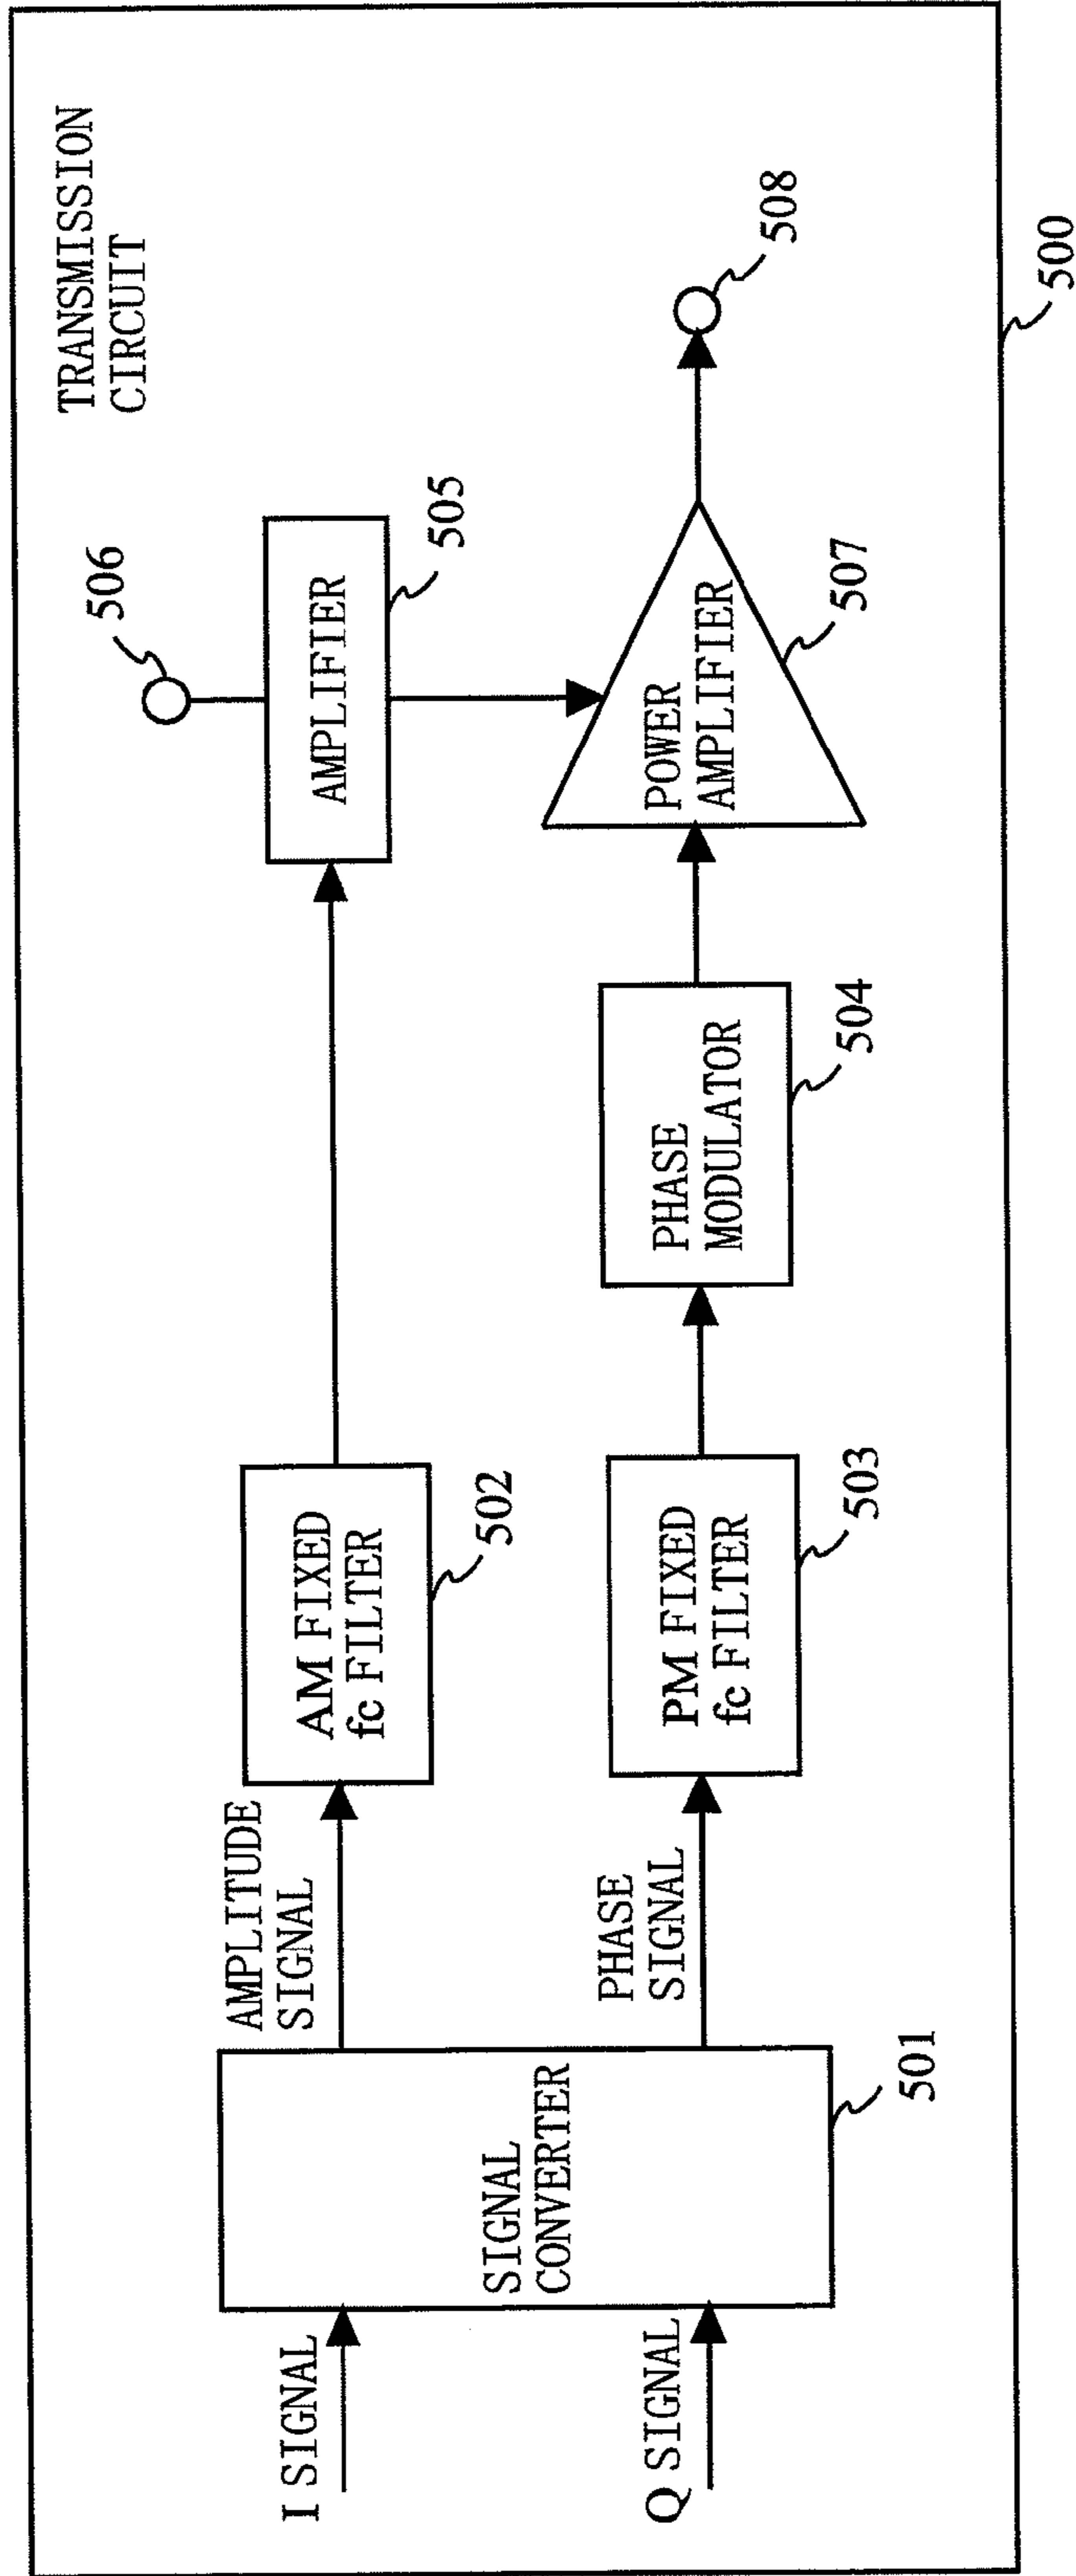 TRANSMISSION
CIRCUIT
506
AMPLIFIER
505
AMPLITUDE
SIGNAL
AM FIXED
fc FILTER
502
I SIGNAL
SIGNAL
CONVERTER
501
Q SIGNAL
PHASE
SIGNAL
PM FIXED
fc FILTER
503
PHASE
MODULATOR
504
POWER
AMPLIFIER
507
508
500